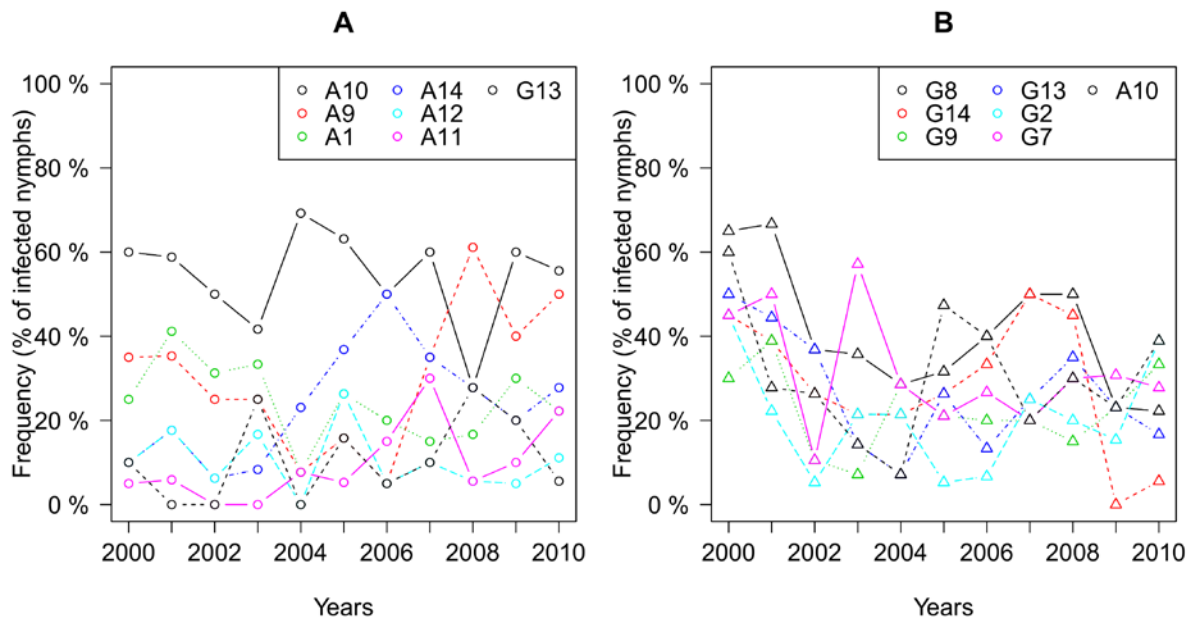 A
Frequency (% of infected nymphs)
100 %
80 %
60 %
40 %
20 %
0 %
A10 A14 G13
A9 A12
A1 A11
2000 2002 2004 2006 2008 2010
Years
B
Frequency (% of infected nymphs)
100 %
80 %
60 %
40 %
20 %
0 %
G8 G13 A10
G14 G2
G9 G7
2000 2002 2004 2006 2008 2010
Years